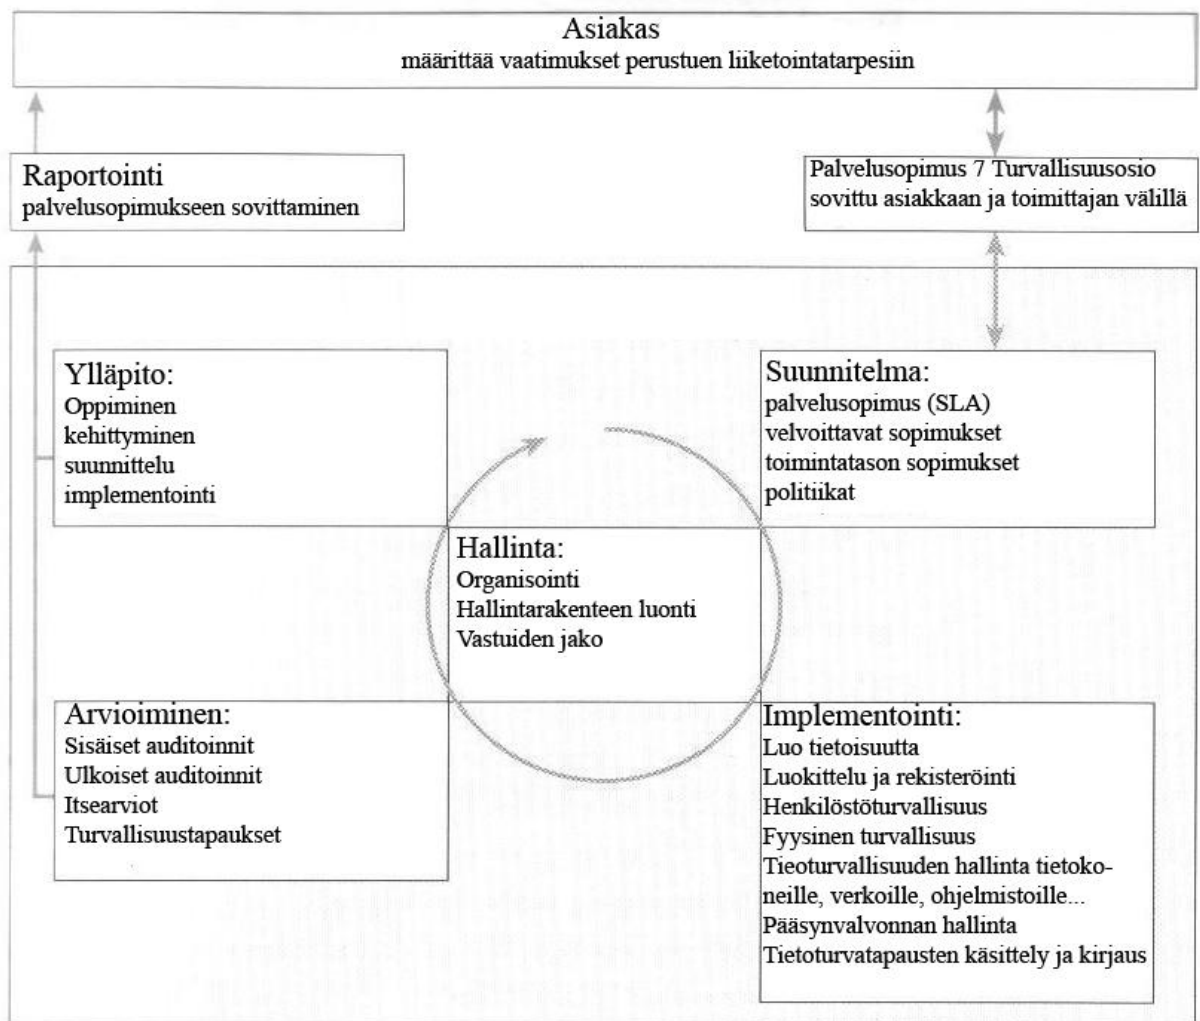 Asiakas
määrittää vaatimukset perustuen liiketointatarpesiin
Raportointi
palvelusopimukseen sovittaminen
Palvelusopimus 7 Turvallisuusosio
sovittu asiakkaan ja toimittajan välillä
Ylläpito:
Oppiminen
kehittyminen
suunnittelu
implementointi
Suunnitelma:
palvelusopimus (SLA)
velvoittavat sopimukset
toimintatason sopimukset
politiikat
Hallinta:
Organisointi
Hallintarakenteen luonti
Vastuiden jako
Arvioiminen:
Sisäiset auditoinnit
Ulkoiset auditoinnit
Itsearviot
Turvallisuustapaukset
Implementointi:
Luo tietoisuutta
Luokittelu ja rekisteröinti
Henkilöstöturvallisuus
Fyysinen turvallisuus
Tieoturvallisuuden hallinta tietoko-
neille, verkoille, ohjelmistoille...
Pääsynvalvonnan hallinta
Tietoturvatapausten käsittely ja kirjaus